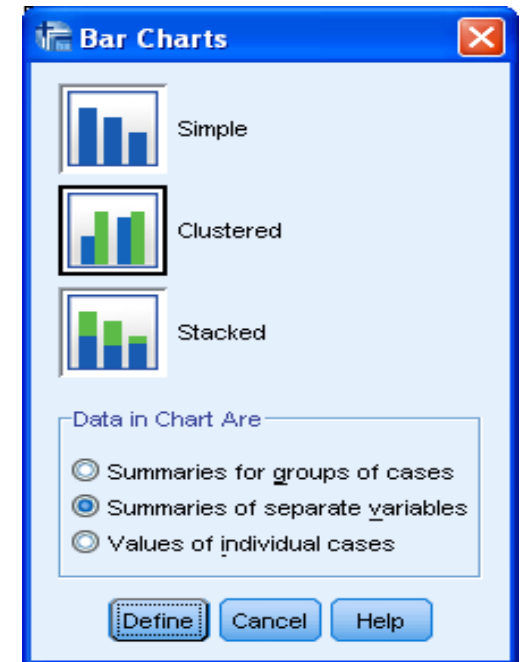 Bar Charts
Simple
Clustered
Stacked
Data in Chart Are
Summaries for groups of cases
Summaries of separate variables
Values of individual cases
Define Cancel Help